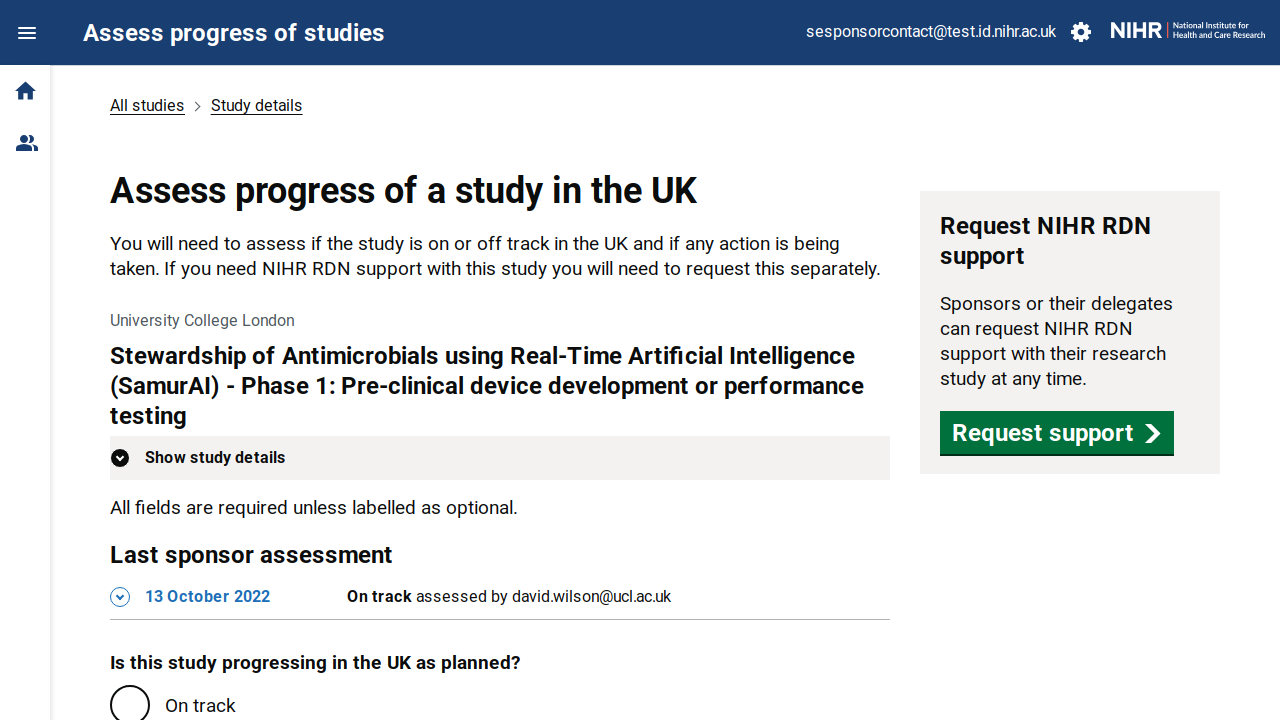 Assess progress of studies
sesponsorcontact@test.id.nihr.ac.uk
NIHR
National Institute for
Health and Care Research
All studies
Study details
Assess progress of a study in the UK
You will need to assess if the study is on or off track in the UK and if any action is being
taken. If you need NIHR RDN support with this study you will need to request this separately.
University College London
Stewardship of Antimicrobials using Real-Time Artificial Intelligence
(SamurAI) - Phase 1: Pre-clinical device development or performance
testing
Show study details
All fields are required unless labelled as optional.
Last sponsor assessment
13 October 2022
On track assessed by david.wilson@ucl.ac.uk
Is this study progressing in the UK as planned?
On track
Request NIHR RDN
support
Sponsors or their delegates
can request NIHR RDN
support with their research
study at any time.
Request support